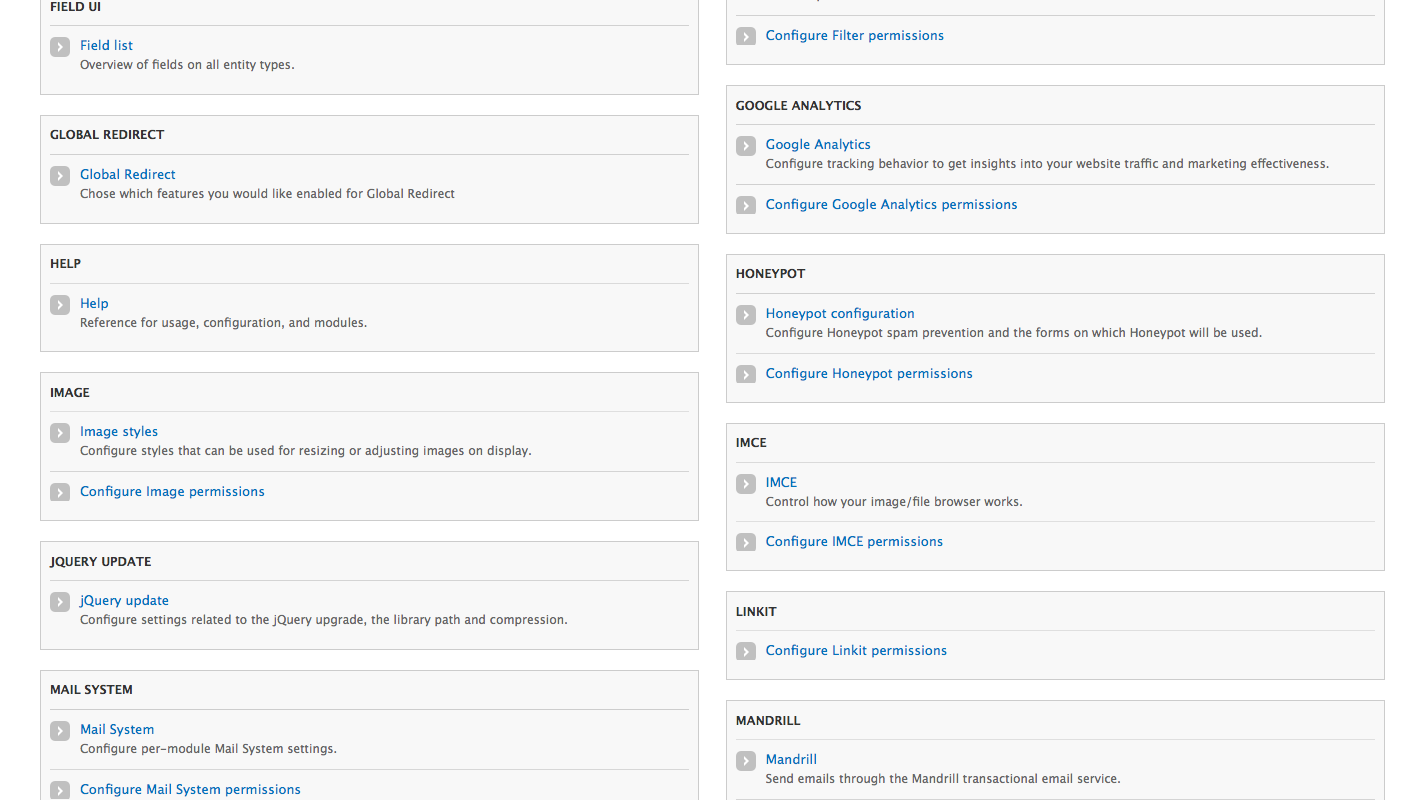 FIELD UI
Field list
Overview of fields on all entity types.
GLOBAL REDIRECT
Global Redirect
Chose which features you would like enabled for Global Redirect
HELP
Help
Reference for usage, configuration, and modules.
IMAGE
Image styles
Configure styles that can be used for resizing or adjusting images on display.
Configure Image permissions
JQUERY UPDATE
jQuery update
Configure settings related to the jQuery upgrade, the library path and compression.
MAIL SYSTEM
Mail System
Configure per-module Mail System settings.
Configure Mail System permissions
Configure Filter permissions
GOOGLE ANALYTICS
Google Analytics
Configure tracking behavior to get insights into your website traffic and marketing effectiveness.
Configure Google Analytics permissions
HONEYPOT
Honeypot configuration
Configure Honeypot spam prevention and the forms on which Honeypot will be used.
Configure Honeypot permissions
IMCE
IMCE
Control how your image/file browser works.
Configure IMCE permissions
LINKIT
Configure Linkit permissions
MANDRILL
Mandrill
Send emails through the Mandrill transactional email service.